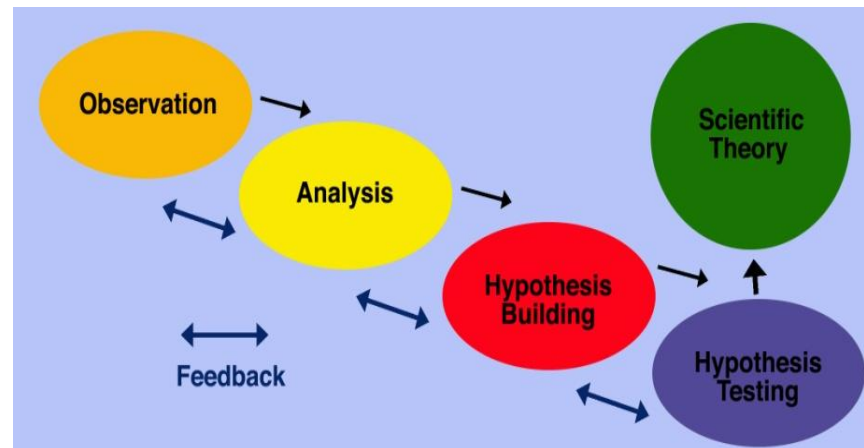 Observation
Analysis
Scientific
Theory
Hypothesis
Building
Hypothesis
Testing
Feedback